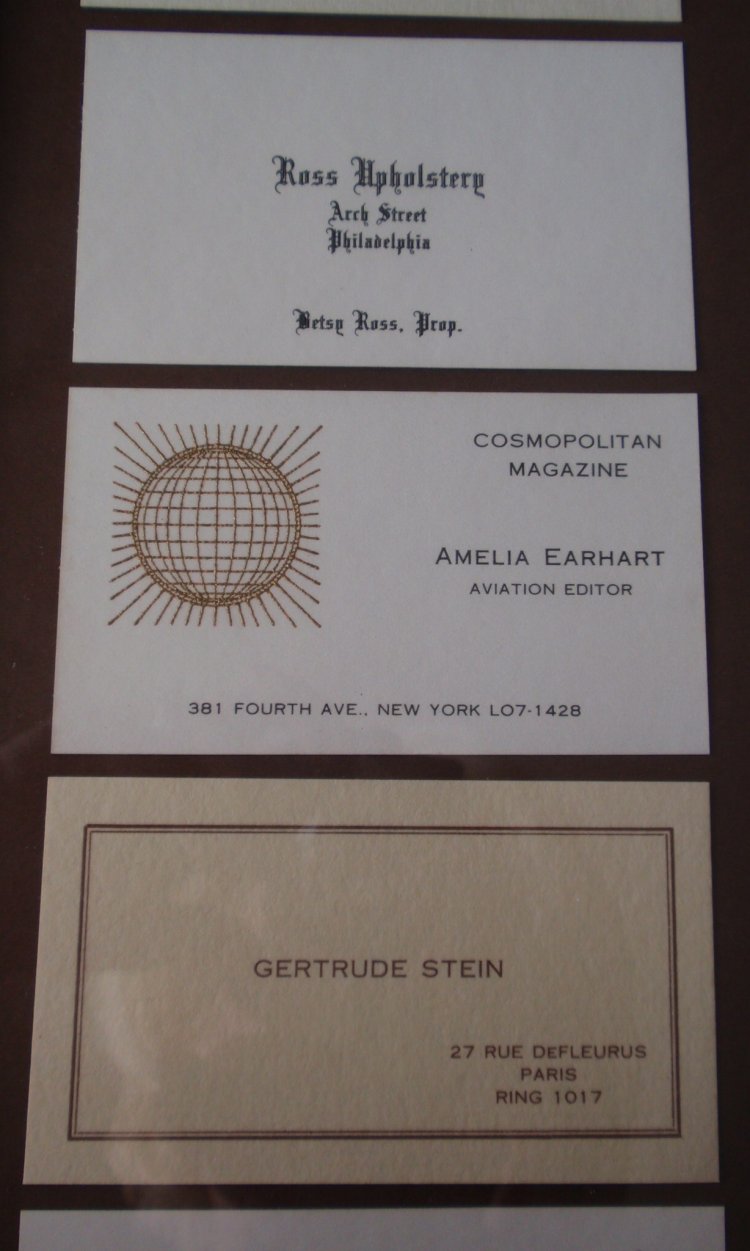 Ross Upholstery
Arch Street
Philadelphia
Betsy Ross, Prop.
COSMOPOLITAN
MAGAZINE
AMELIA EARHART
AVIATION EDITOR
381 FOURTH AVE., NEW YORK LO7-1428
GERTRUDE STEIN
27 RUE DEFLEURUS
PARIS
RING 1017